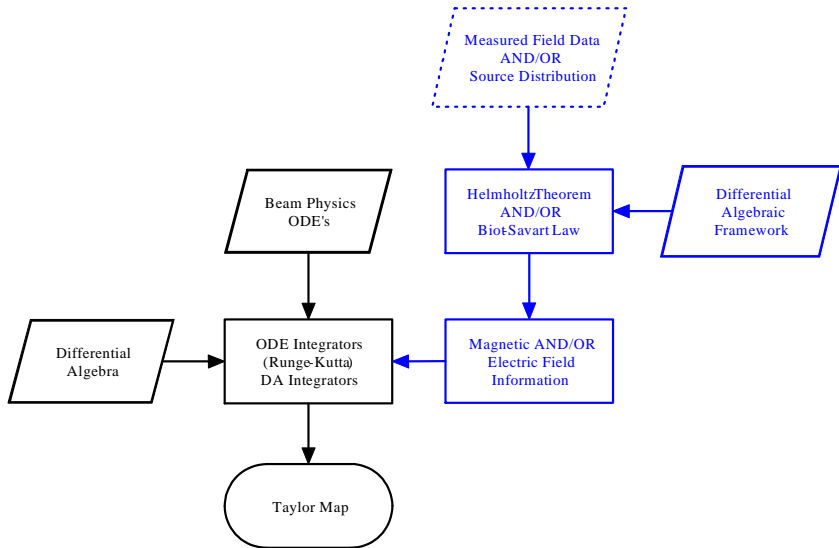 Measured Field Data
AND/OR
Source Distribution
HelmholtzTheorem
AND/OR
Biot-Savart Law
Differential
Algebraic
Framework
Beam Physics
ODE's
Differential
Algebra
ODE Integrators
(Runge-Kutta)
DA Integrators
Magnetic AND/OR
Electric Field
Information
Taylor Map